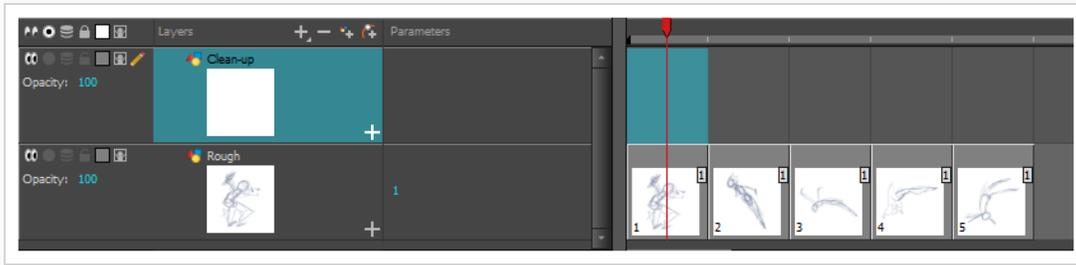 Layers
Parameters
Clean-up
Opacity: 100
Rough
Opacity: 100
1
1 1 1 1 1
1 2 3 4 5